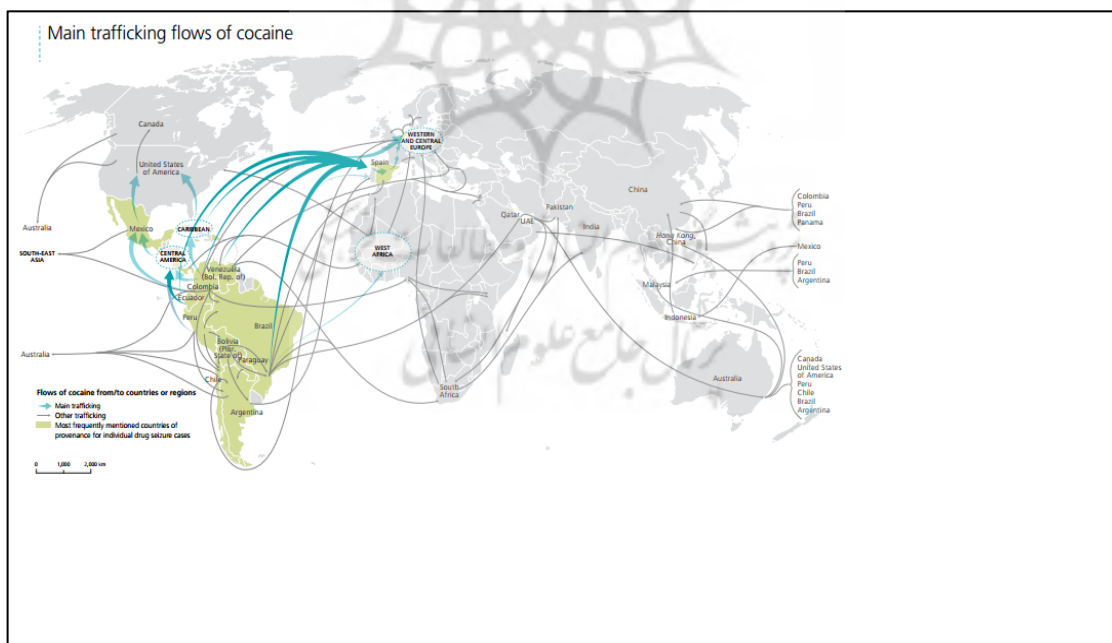 Main trafficking flows of cocaine
Canada
United States
of America
Australia
SOUTH-EAST
ASIA
Mexico
CARIBBEAN
CENTRAL
AMERICA
Venezuela
(Bol. Rep. of)
Colombia
Ecuador
Peru
Brazil
Bolivia
(Plur.
State of)
Paraguay
Chile
Argentina
Australia
Spain
WESTERN
AND CENTRAL
EUROPE
WEST
AFRICA
South
Africa
Qatar
UAE
Pakistan
India
China
Hong Kong,
China
Malaysia
Indonesia
Australia
Colombia
Peru
Brazil
Panama
Mexico
Peru
Brazil
Argentina
Canada
United States
of America
Peru
Chile
Brazil
Argentina
Flows of cocaine from/to countries or regions
Main trafficking
Other trafficking
Most frequently mentioned countries of
provenance for individual drug seizure cases
0 1,000 2,000 km